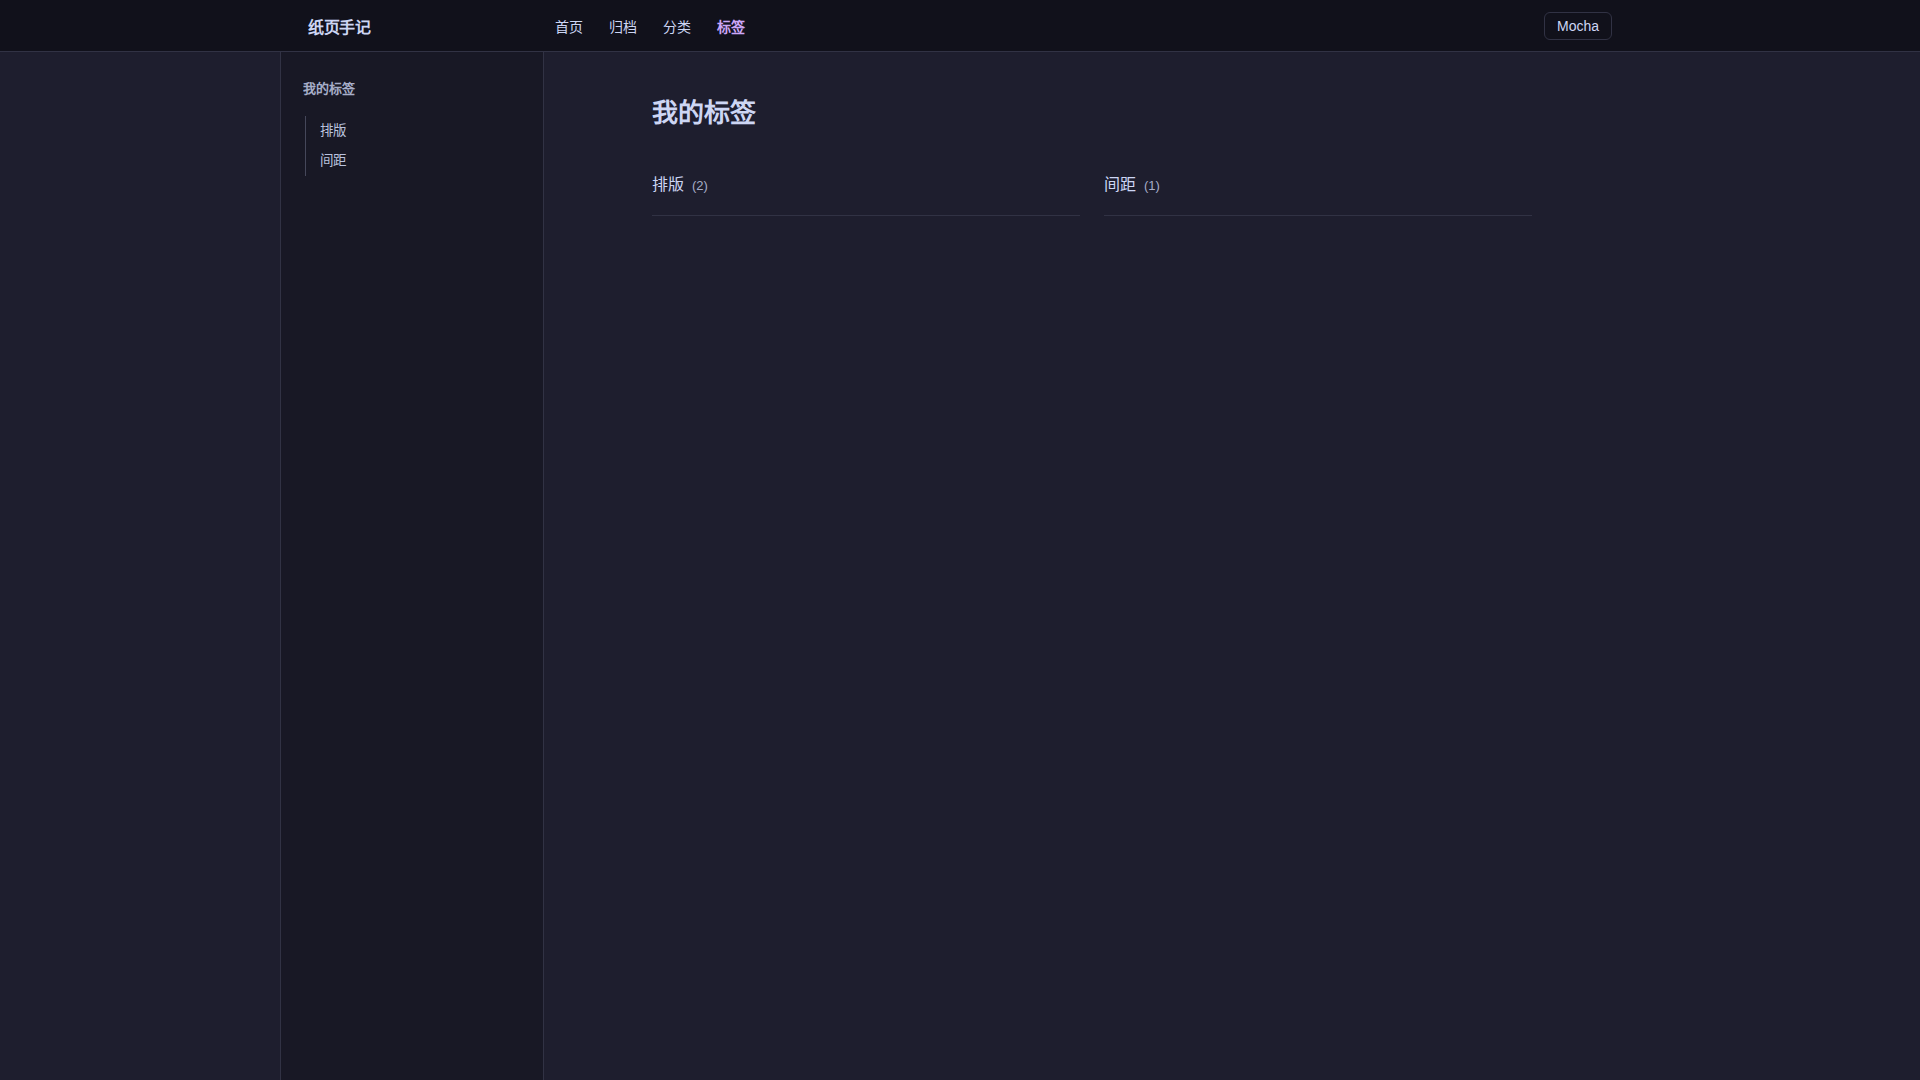 纸页手记
首页 归档 分类 标签
Mocha
我的标签
排版
间距
我的标签
排版 (2)
间距 (1)